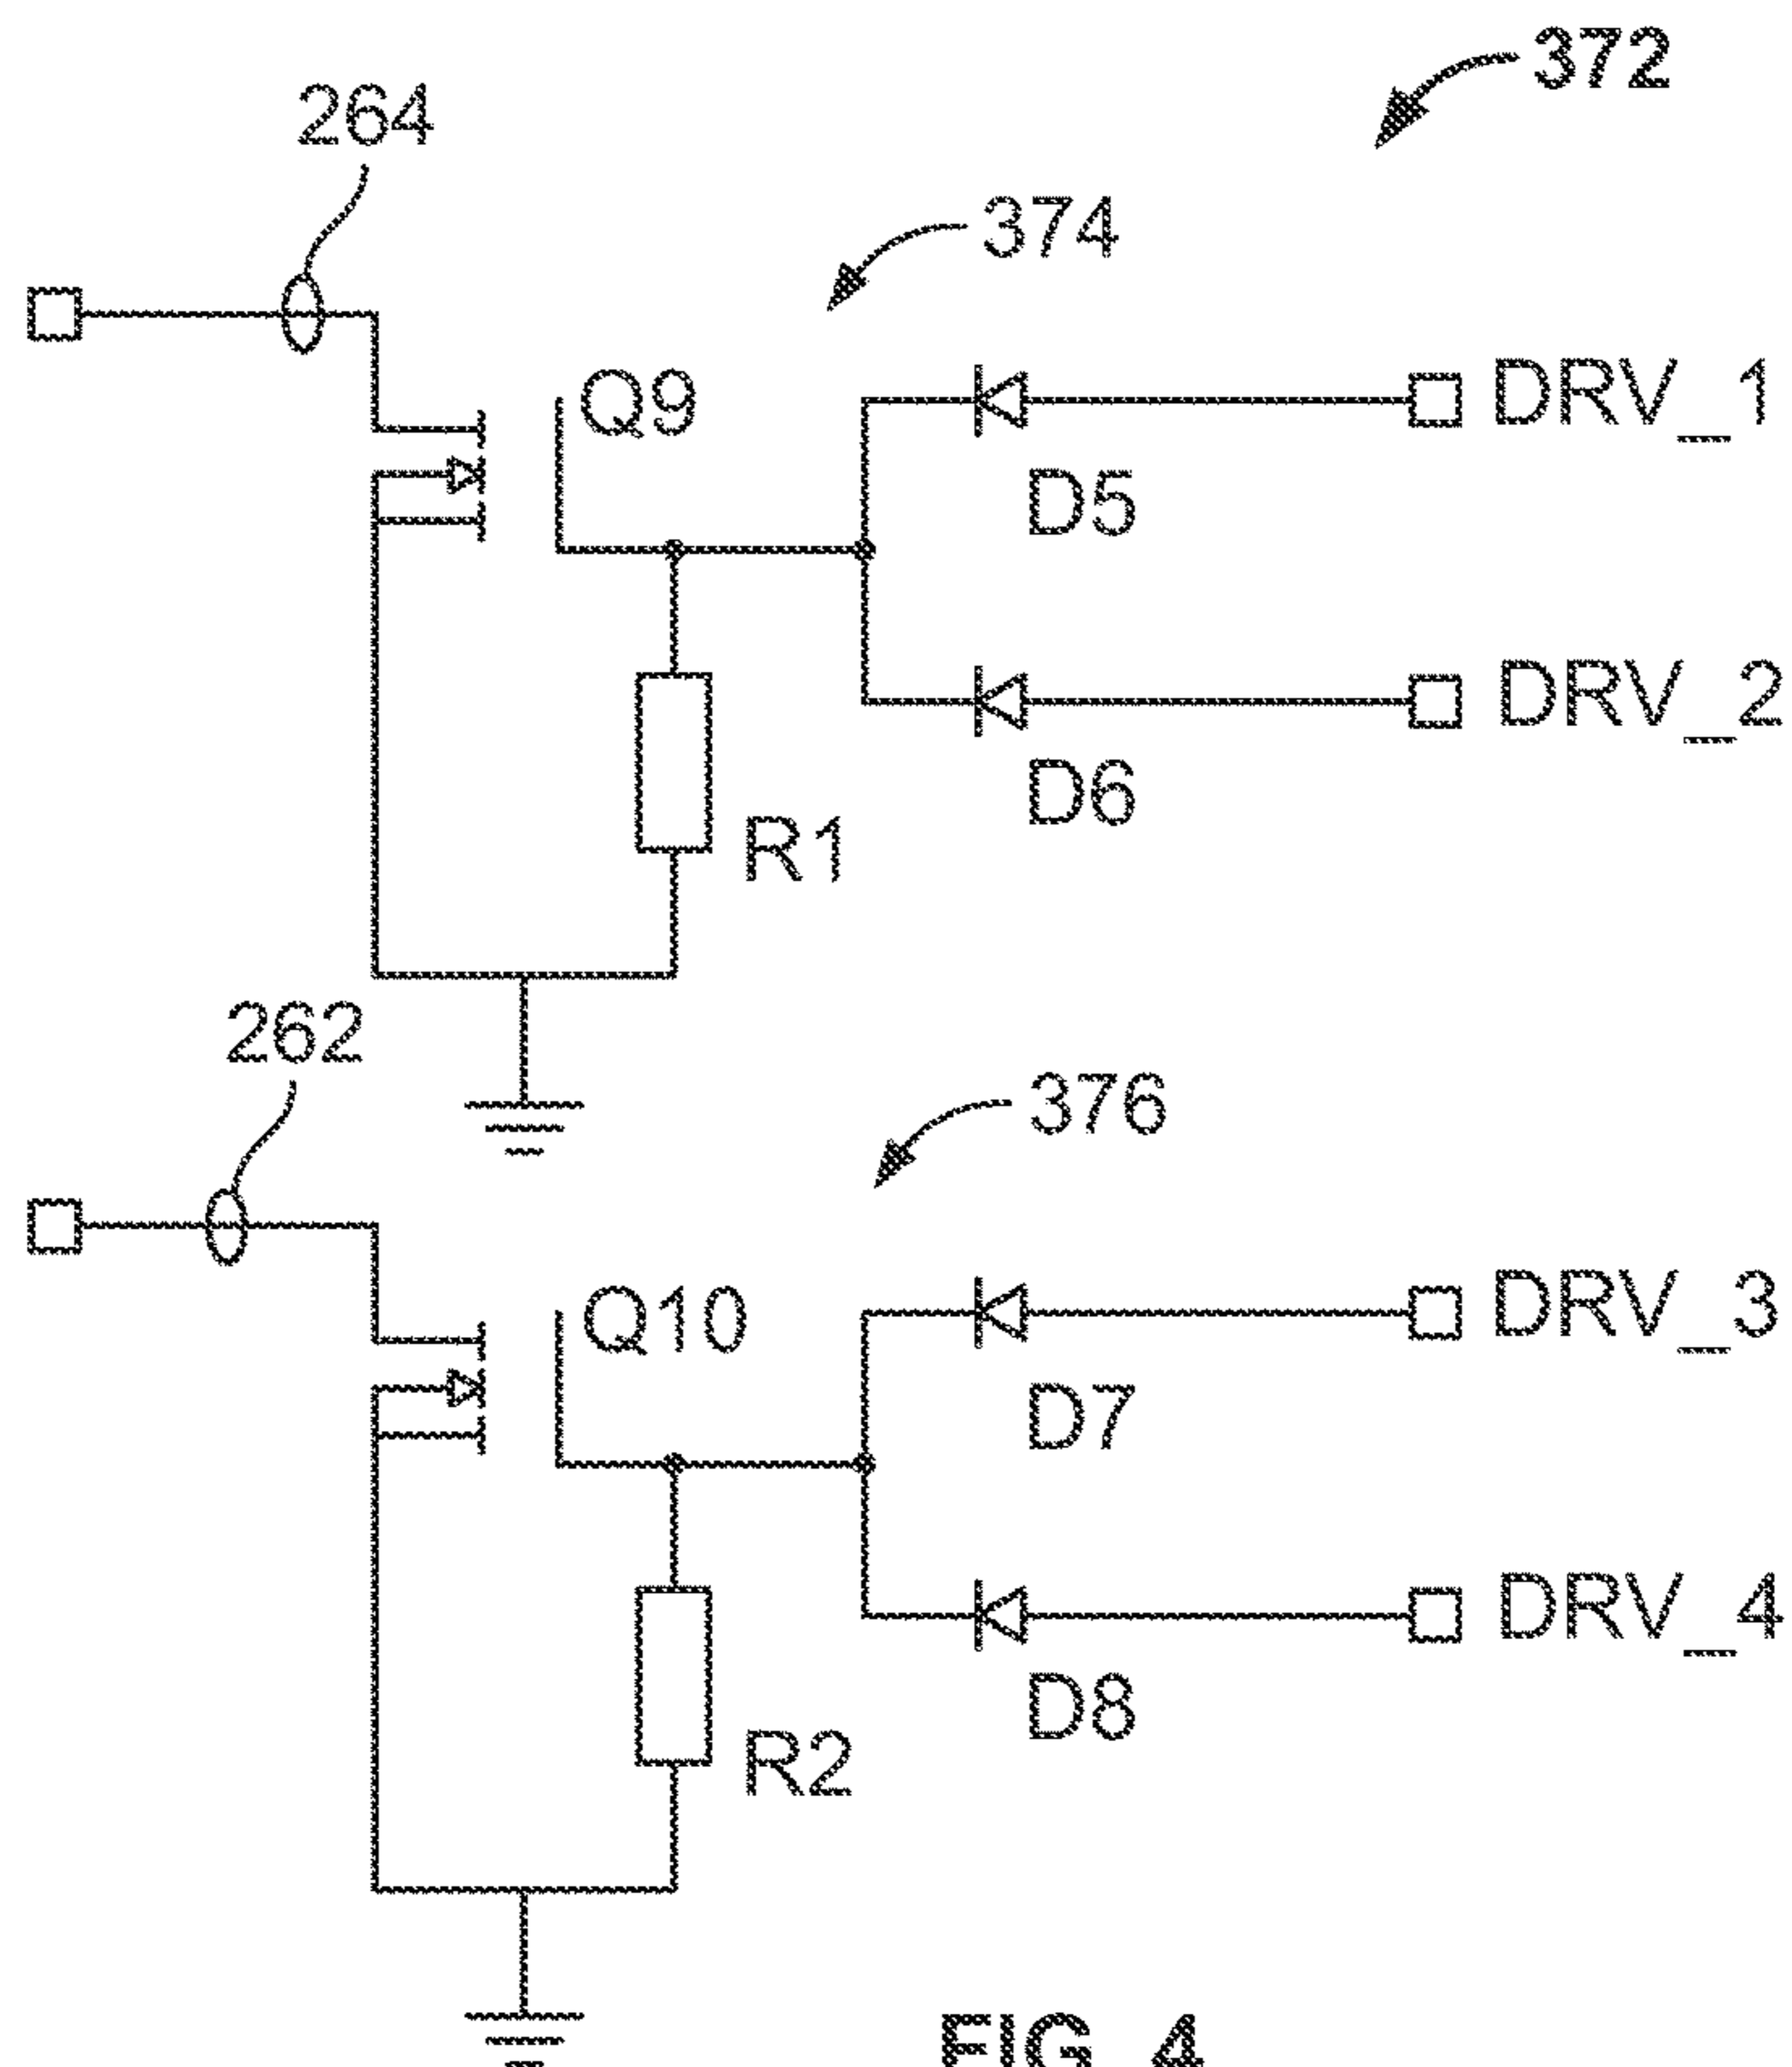 372
264
374
Q9
DRV_1
D5
DRV_2
D6
R1
262
376
Q10
DRV_3
D7
DRV_4
D8
R2
FIG. 4